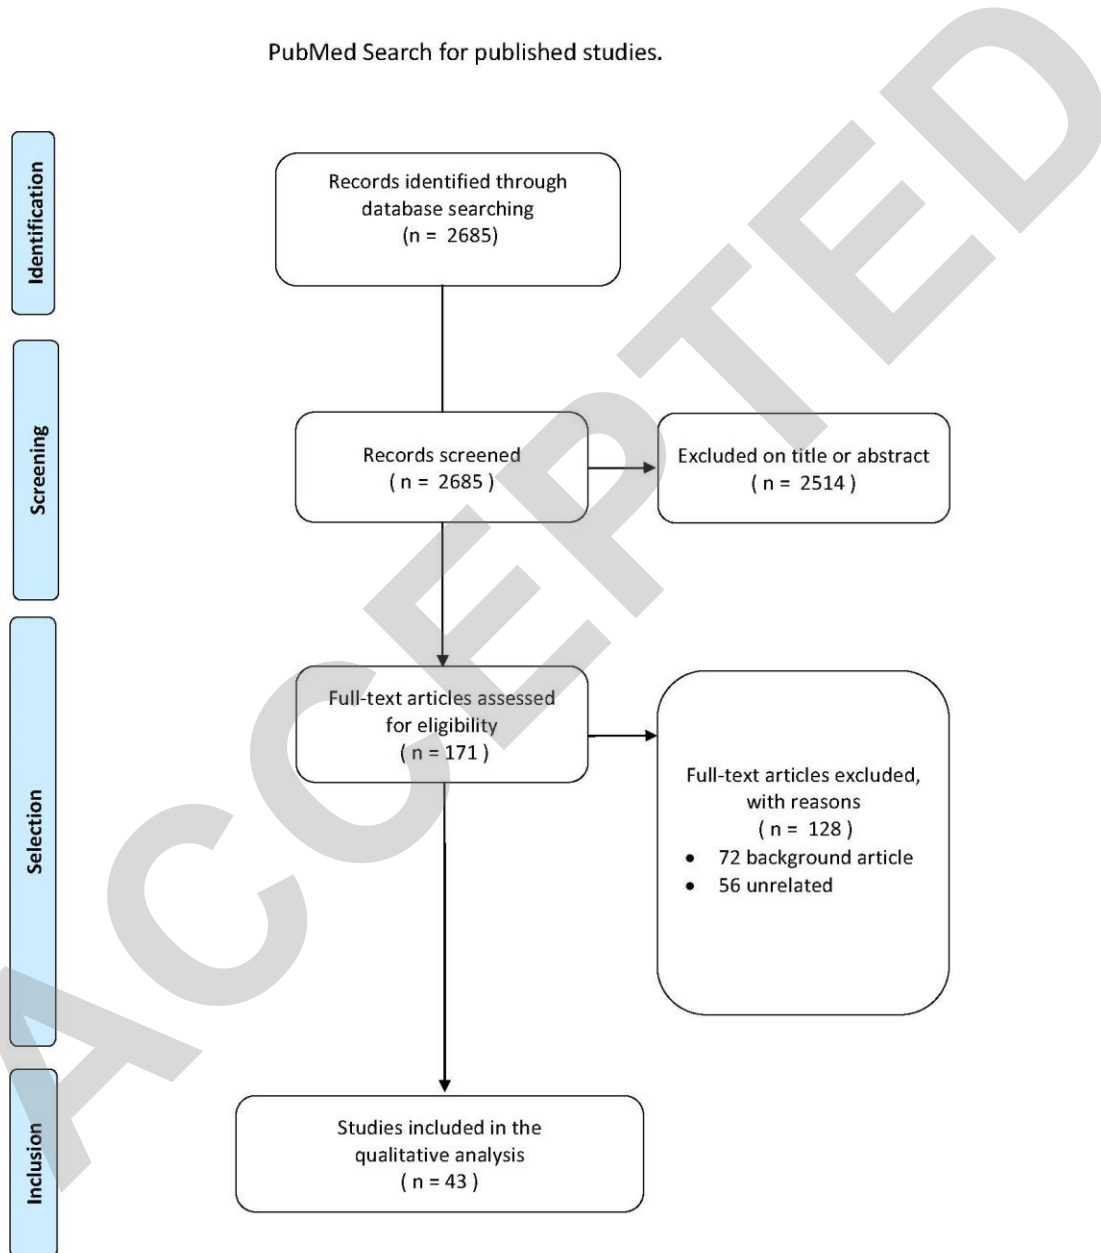 PubMed Search for published studies.
Identification
Records identified through
database searching
(n = 2685)
Screening
Records screened
( n = 2685 )
Excluded on title or abstract
( n = 2514 )
Selection
Full-text articles assessed
for eligibility
( n = 171 )
Full-text articles excluded,
with reasons
( n = 128 )
• 72 background article
• 56 unrelated
Inclusion
Studies included in the
qualitative analysis
( n = 43 )
ACCEPTED